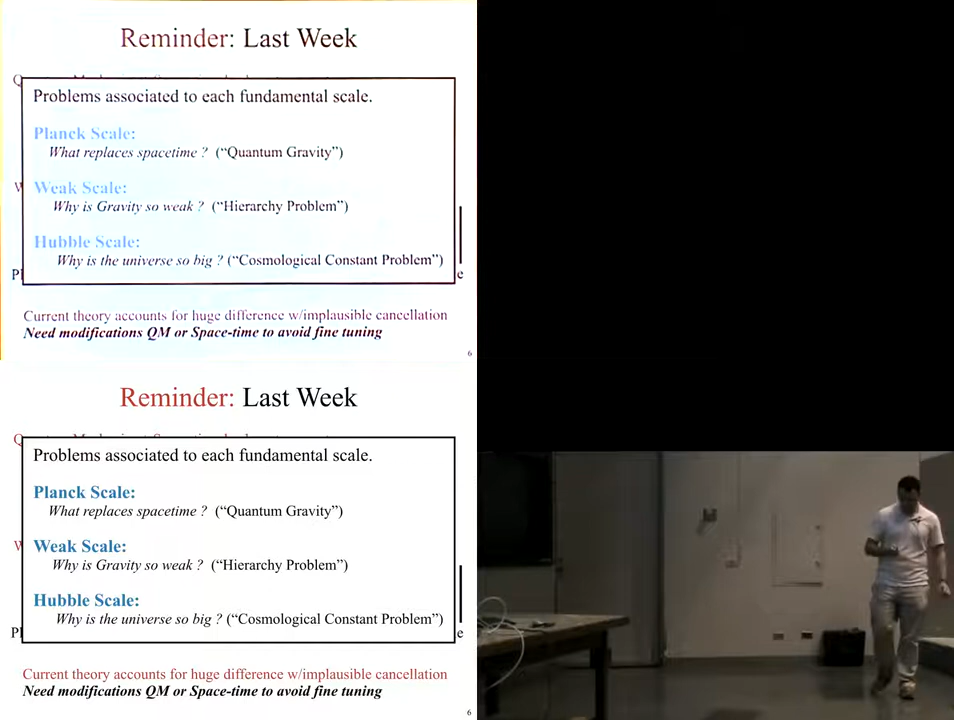 Reminder: Last Week
Problems associated to each fundamental scale.
Planck Scale:
What replaces spacetime ? (“Quantum Gravity”)
Weak Scale:
Why is Gravity so weak ? (“Hierarchy Problem”)
Hubble Scale:
Why is the universe so big ? (“Cosmological Constant Problem”)
Pl e
Current theory accounts for huge difference w/implausible cancellation
Need modifications QM or Space-time to avoid fine tuning
6
Reminder: Last Week
Problems associated to each fundamental scale.
Planck Scale:
What replaces spacetime ? (“Quantum Gravity”)
Weak Scale:
Why is Gravity so weak ? (“Hierarchy Problem”)
Hubble Scale:
Why is the universe so big ? (“Cosmological Constant Problem”)
Pl e
Current theory accounts for huge difference w/implausible cancellation
Need modifications QM or Space-time to avoid fine tuning
6